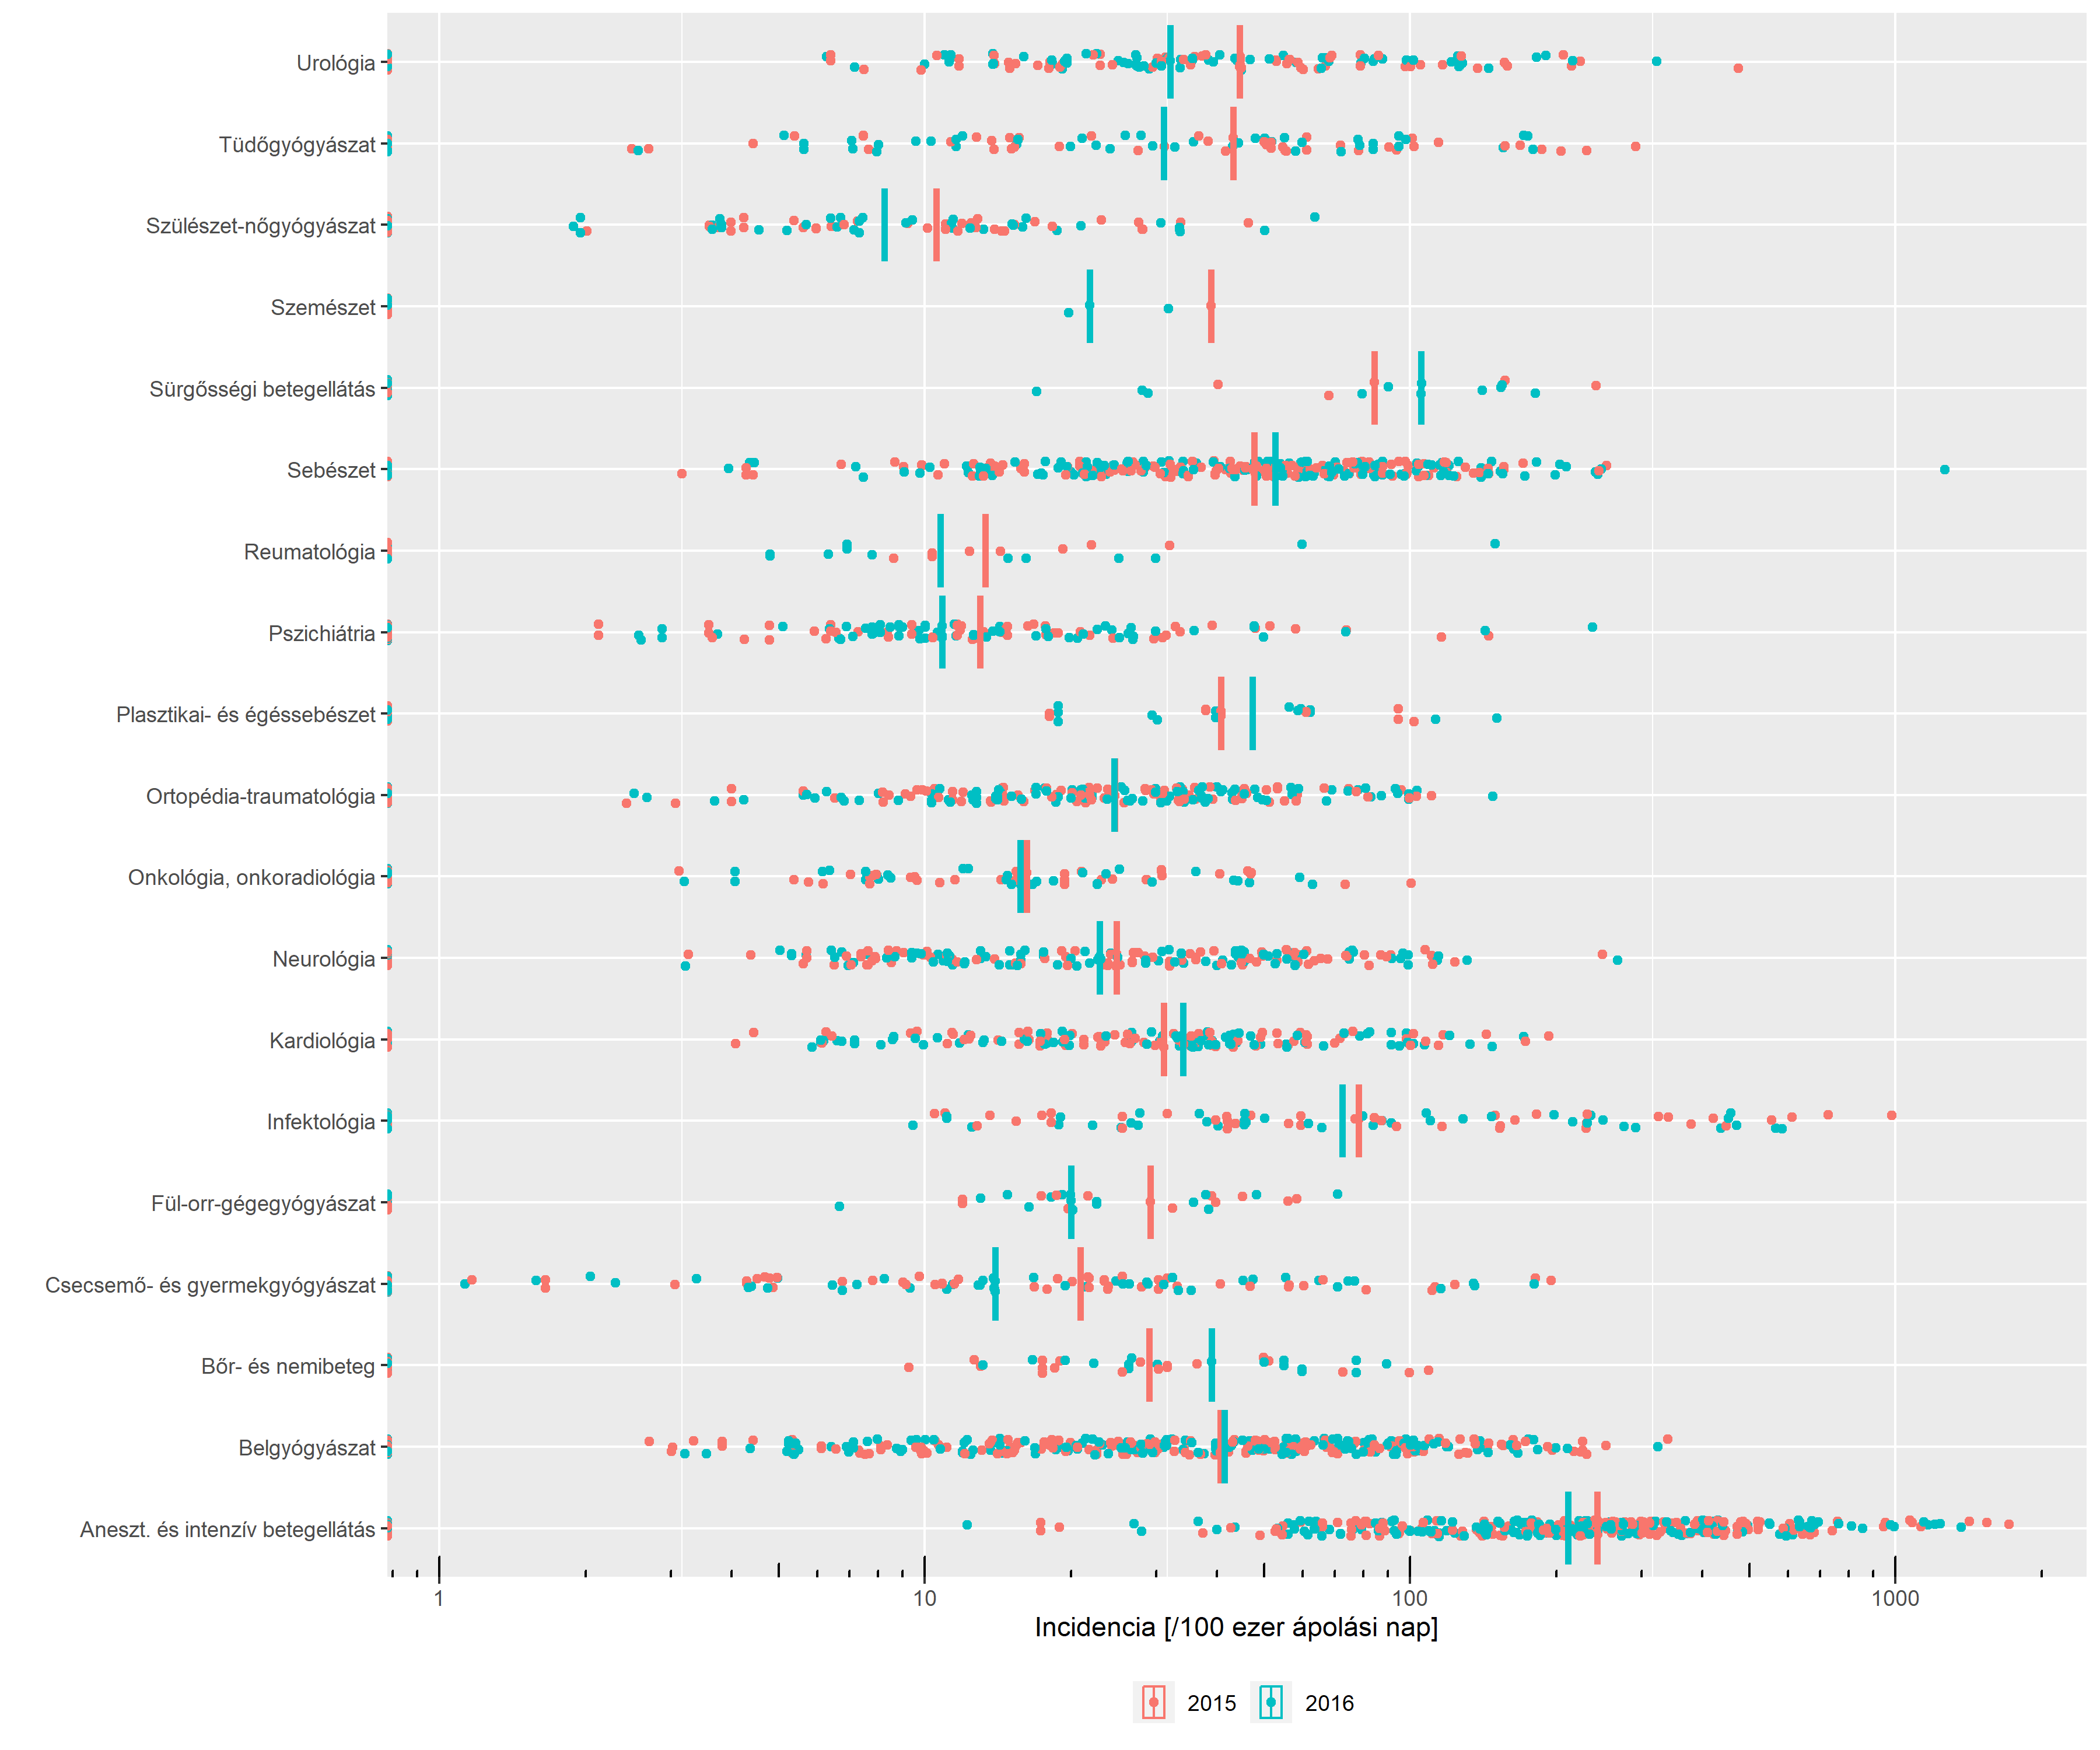 Urológia
Tüdőgyógyászat
Szülészet-nőgyógyászat
Szemészet
Sürgősségi betegellátás
Sebészet
Reumatológia
Pszichiátria
Plasztikai- és égéssebészet
Ortopédia-traumatológia
Onkológia, onkoradiológia
Neurológia
Kardiológia
Infektológia
Fül-orr-gégegyógyászat
Csecsemő- és gyermekgyógyászat
Bőr- és nemibeteg
Belgyógyászat
Aneszt. és intenzív betegellátás
1 10 100 1000
Incidencia [/100 ezer ápolási nap]
2015 2016